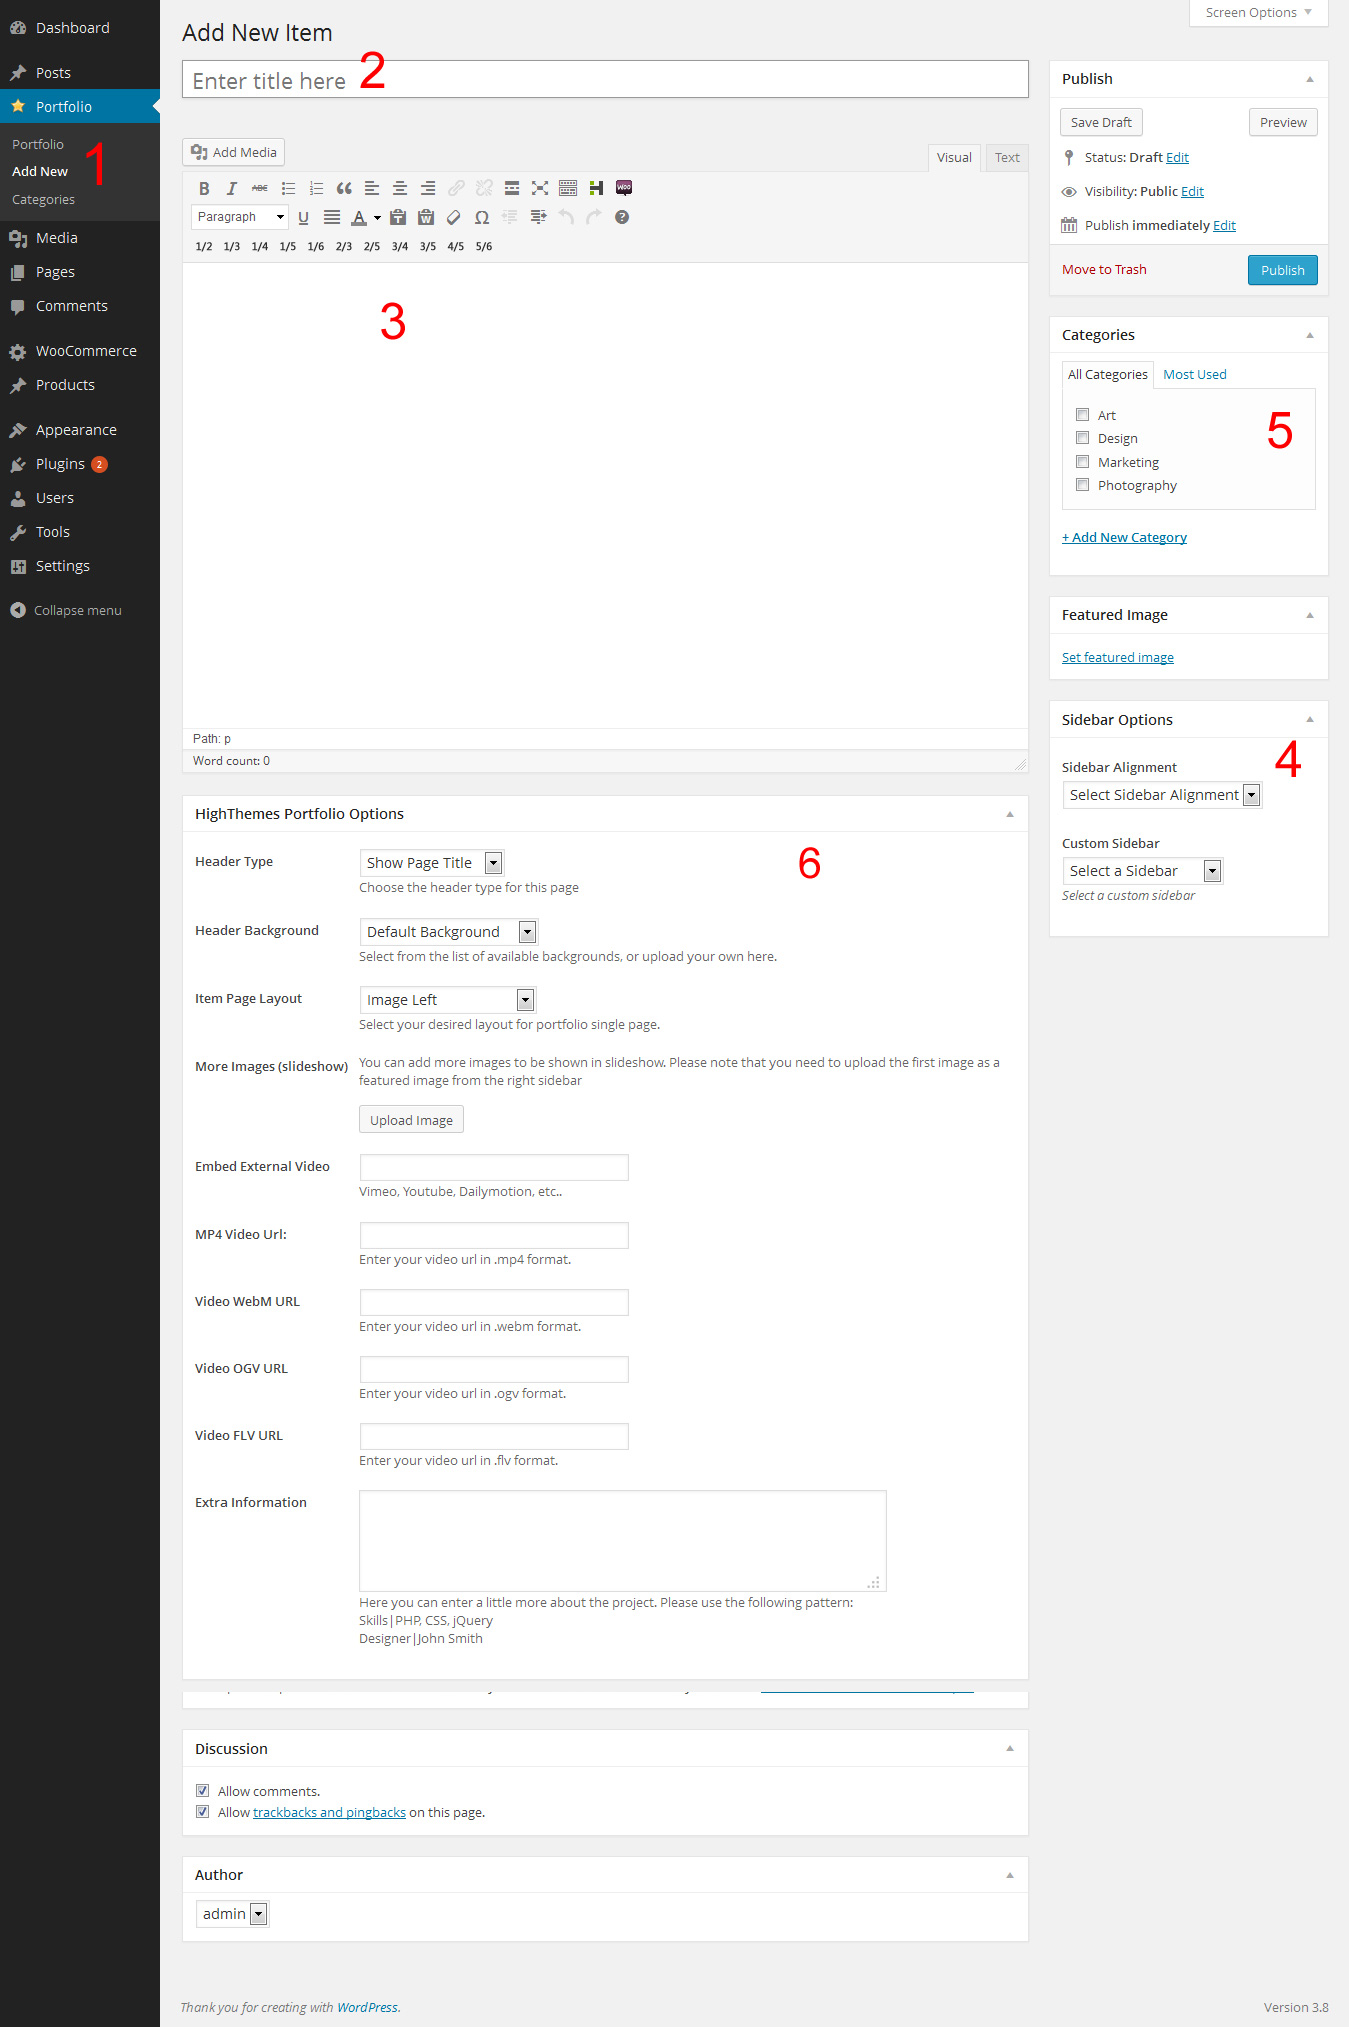 Dashboard
Posts
Portfolio
Portfolio
Add New
1
Categories
Media
Pages
Comments
WooCommerce
Products
Appearance
Plugins 2
Users
Tools
Settings
Collapse menu
Screen Options
Add New Item
Enter title here 2
Add Media
Visual Text
B I ABC
Paragraph U A Ω ?
1/2 1/3 1/4 1/5 1/6 2/3 2/5 3/4 3/5 4/5 5/6
3
Path: p
Word count: 0
HighThemes Portfolio Options
6
Header Type Show Page Title
Choose the header type for this page
Header Background Default Background
Select from the list of available backgrounds, or upload your own here.
Item Page Layout Image Left
Select your desired layout for portfolio single page.
More Images (slideshow) You can add more images to be shown in slideshow. Please note that you need to upload the first image as a
featured image from the right sidebar
Upload Image
Embed External Video
Vimeo, Youtube, Dailymotion, etc..
MP4 Video Url:
Enter your video url in .mp4 format.
Video WebM URL
Enter your video url in .webm format.
Video OGV URL
Enter your video url in .ogv format.
Video FLV URL
Enter your video url in .flv format.
Extra Information
Here you can enter a little more about the project. Please use the following pattern:
Skills|PHP, CSS, jQuery
Designer|John Smith
Discussion
Allow comments.
Allow trackbacks and pingbacks on this page.
Author
admin
Publish
Save Draft Preview
Status: Draft Edit
Visibility: Public Edit
Publish immediately Edit
Move to Trash Publish
Categories
All Categories Most Used
5
Art
Design
Marketing
Photography
+ Add New Category
Featured Image
Set featured image
Sidebar Options
4
Sidebar Alignment
Select Sidebar Alignment
Custom Sidebar
Select a Sidebar
Select a custom sidebar
Thank you for creating with WordPress.
Version 3.8